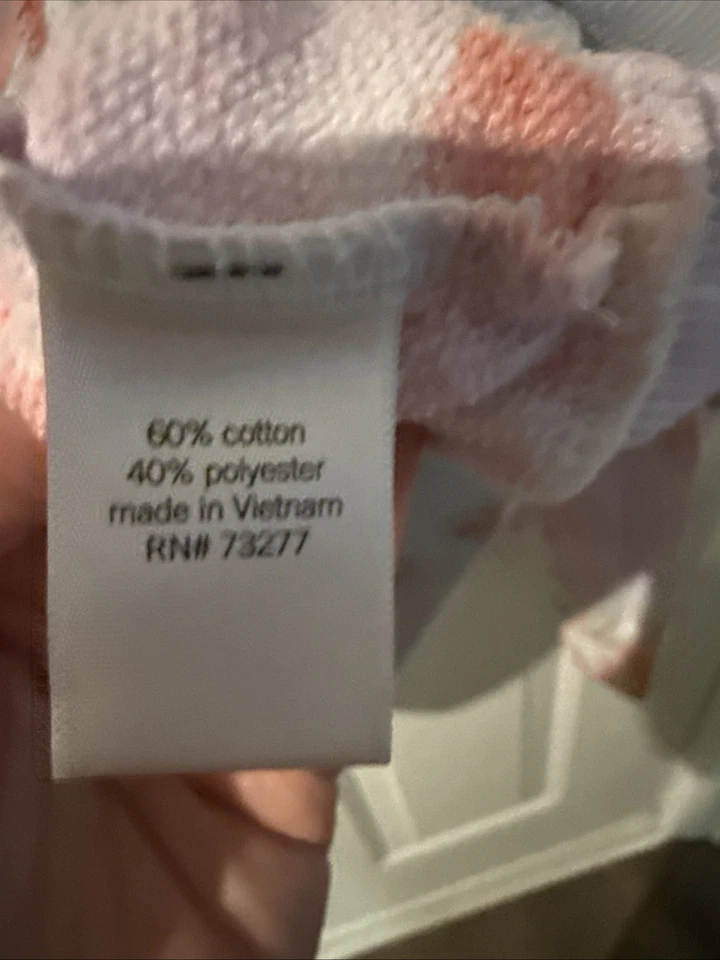 60% cotton
40% polyester
made in Vietnam
RN# 73277